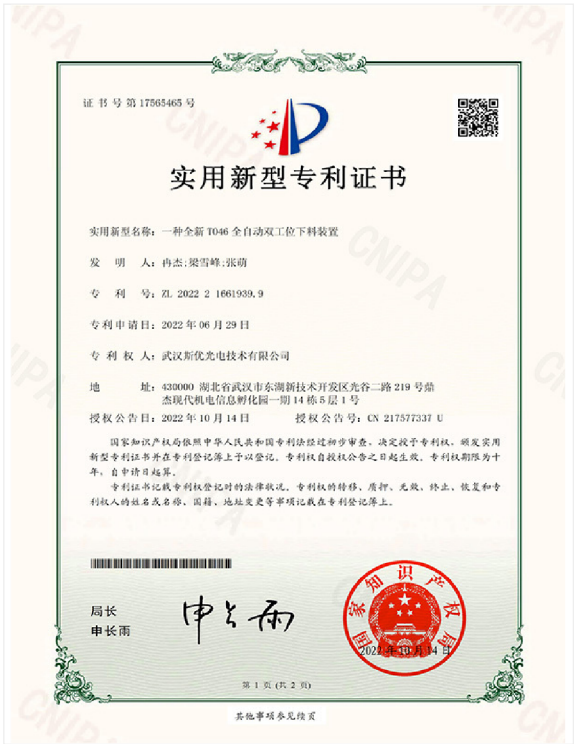 证书号第17565465号
实用新型专利证书
实用新型名称：一种全新T046全自动双工位下料装置
发 明 人：冉杰;梁雪峰;张萌
专 利 号：ZL 2022 2 1661939.9
专利申请日：2022年06月29日
专 利 权 人：武汉斯优光电技术有限公司
地 址：430000 湖北省武汉市东湖新技术开发区光谷二路219号鼎
杰现代机电信息孵化园一期14栋5层1号
授权公告日：2022年10月14日 授权公告号：CN 217577337 U
国家知识产权局依照中华人民共和国专利法经过初步审查，决定授予专利权，颁发实用
新型专利证书并在专利登记簿上予以登记。专利权自授权公告之日起生效。专利权期限为十
年，自申请日起算。
专利证书记载专利权登记时的法律状况。专利权的转移、质押、无效、终止、恢复和专
利权人的姓名或名称、国籍、地址变更等事项记载在专利登记簿上。
局长
申长雨
申长雨
国家知识产权局
2022年10月14日
第 1 页 (共 2 页)
其他事项参见续页
CNIPA
CNIPA
CNIPA
CNIPA
CNIPA
CNIPA